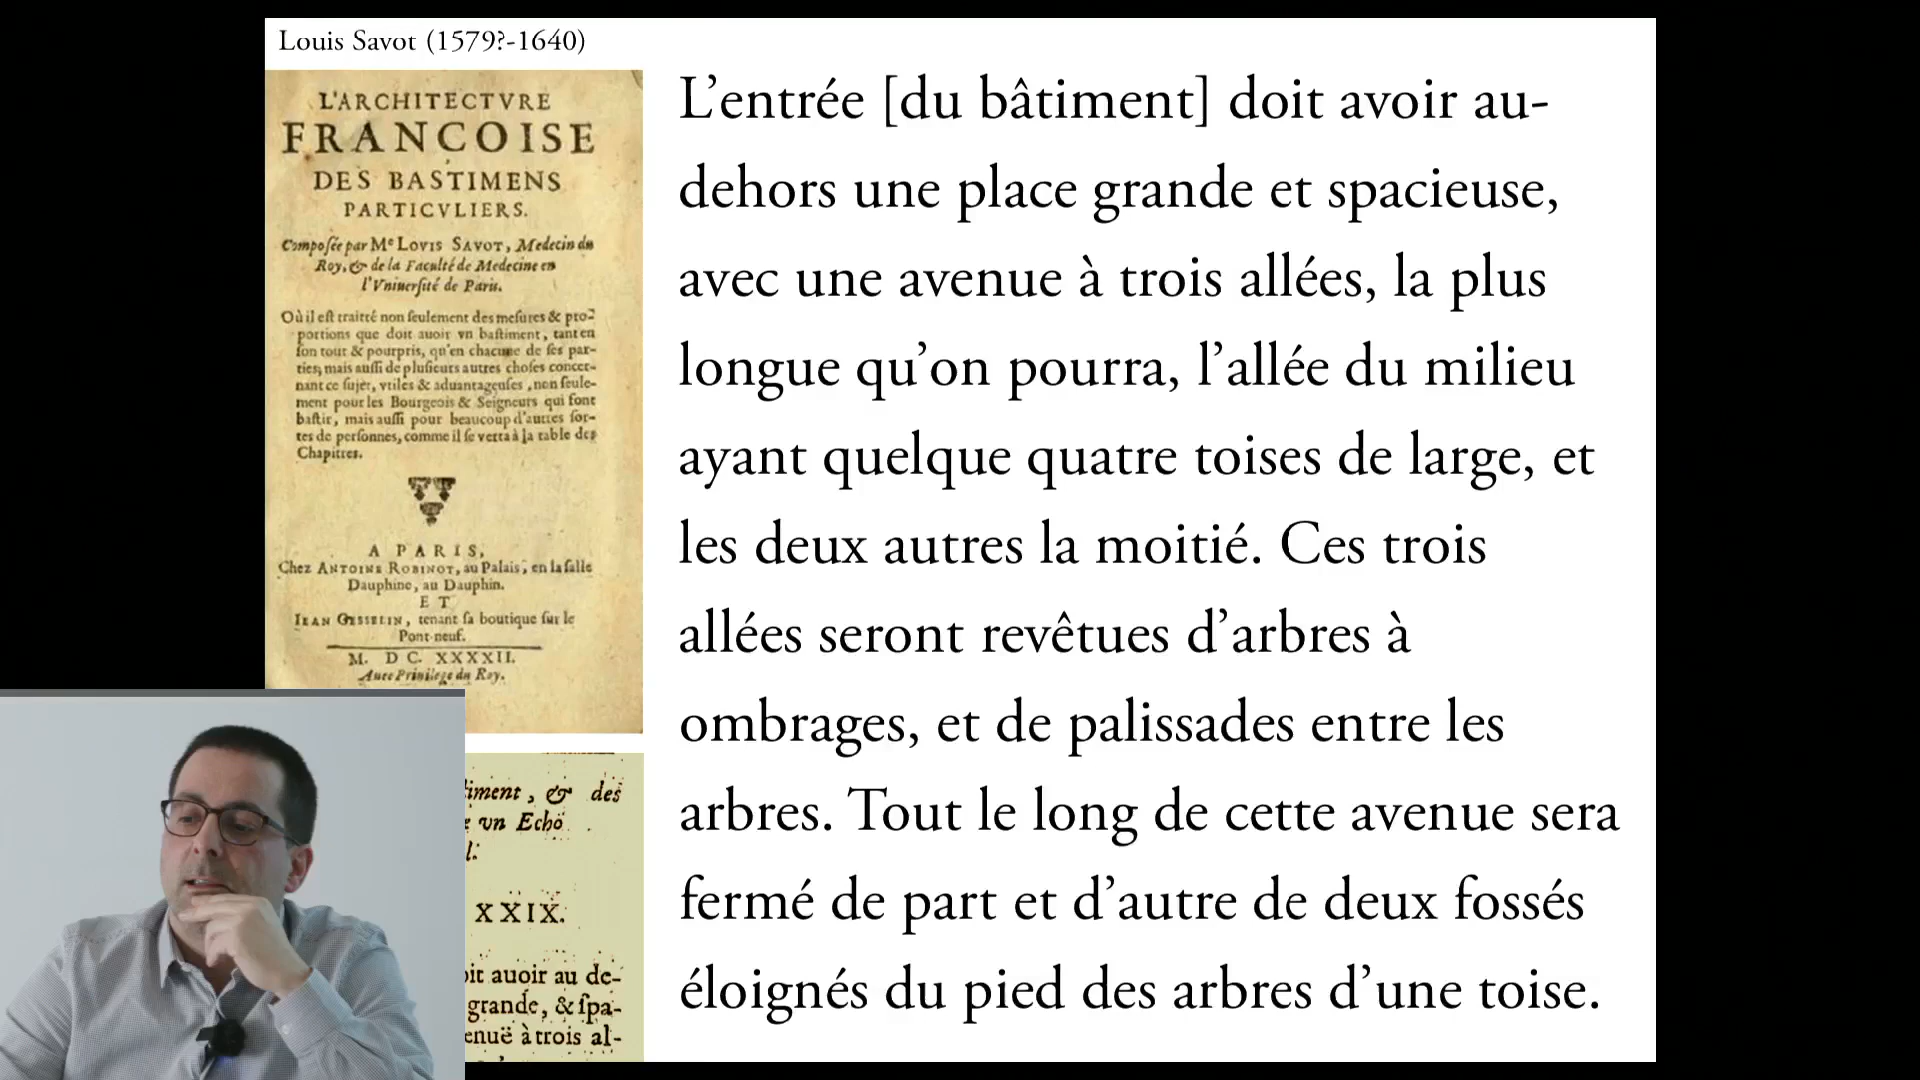 Louis Savot (1579?-1640)
L'ARCHITECTVRE
FRANCOISE
DES BASTIMENS
PARTICVLIERS.
Composée par Me LOVIS SAVOT, Medecin du
Roy, & de la Faculté de Medecine en
l'Vniuersité de Paris.
Où il est traitté non seulement des mesures & pro-
portions que doit auoir vn bastiment, tant en
son tout & pourpris, qu'en chacune de ses par-
ties; mais aussi de plusieurs autres choses concer-
nant ce sujet, vtiles & aduantageuses, non seule-
ment pour les Bourgeois & Seigneurs qui font
bastir, mais aussi pour beaucoup d'autres sor-
tes de personnes, comme il se verra à la table des
Chapitres.
A PARIS,
Chez ANTOINE ROBINOT, au Palais, en la salle
Dauphine, au Dauphin.
ET
IEAN GESSELIN, tenant sa boutique sur le
Pont-neuf.
M. DC. XXXXII.
Auec Priuilege du Roy.
timent, & des
vn Echo
l:
XXIX.
oit auoir au de-
grande, & spa-
enuë à trois al-
L'entrée [du bâtiment] doit avoir au-
dehors une place grande et spacieuse,
avec une avenue à trois allées, la plus
longue qu'on pourra, l'allée du milieu
ayant quelque quatre toises de large, et
les deux autres la moitié. Ces trois
allées seront revêtues d'arbres à
ombrages, et de palissades entre les
arbres. Tout le long de cette avenue sera
fermé de part et d'autre de deux fossés
éloignés du pied des arbres d'une toise.